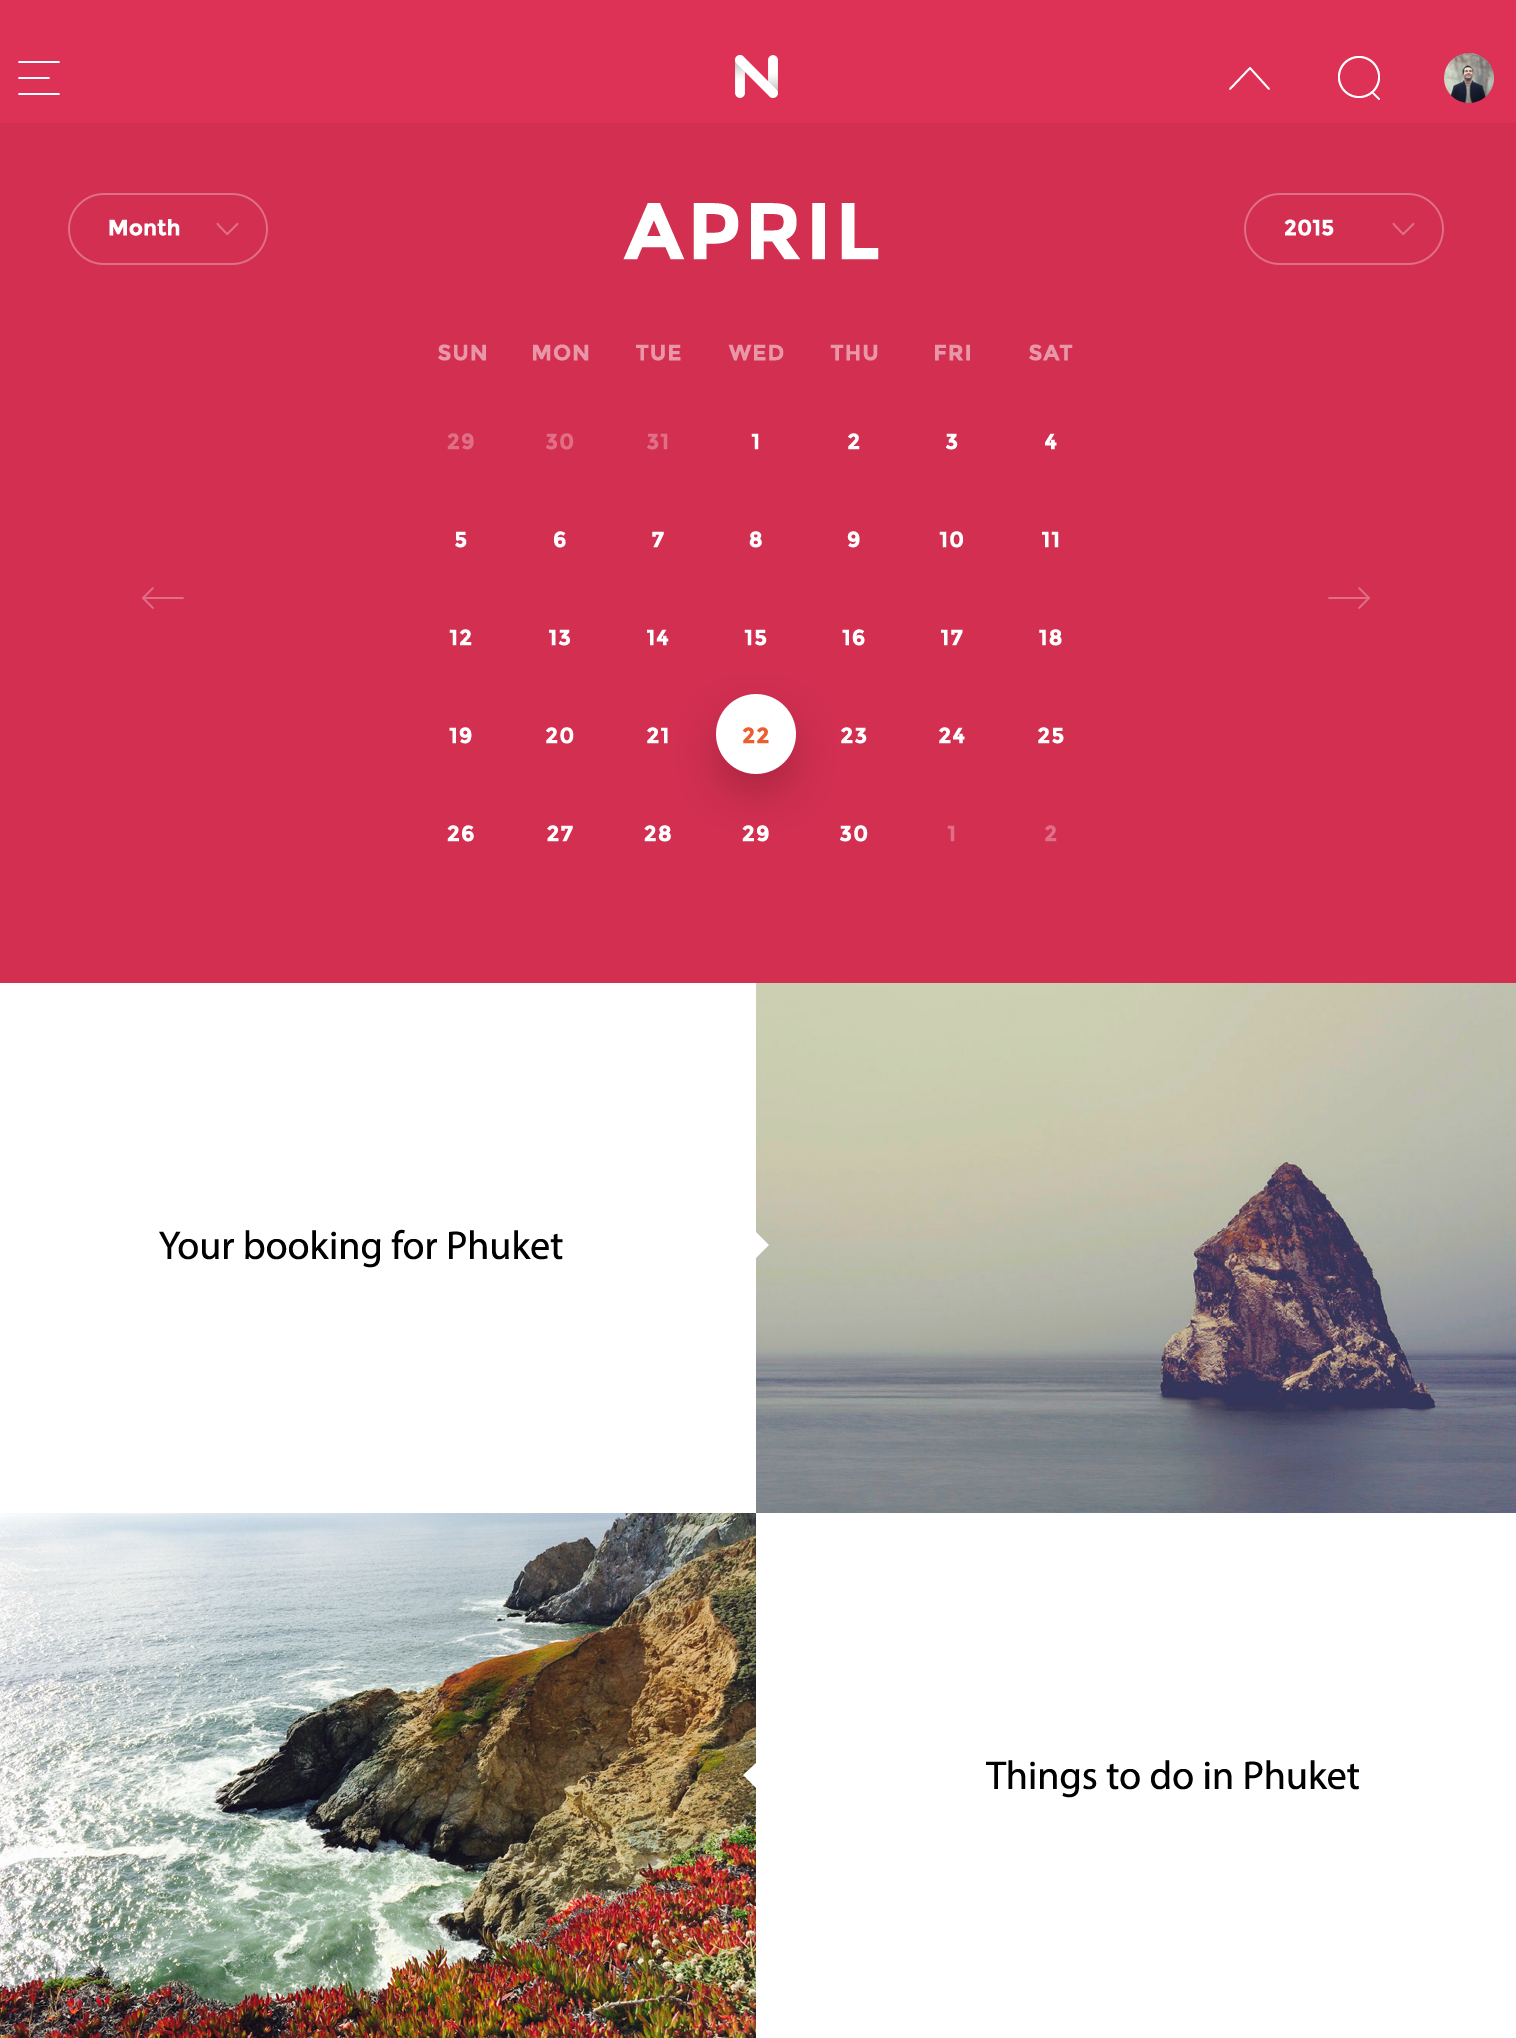 N
Month
APRIL
2015
SUN MON TUE WED THU FRI SAT
29 30 31 1 2 3 4
5 6 7 8 9 10 11
12 13 14 15 16 17 18
19 20 21 22 23 24 25
26 27 28 29 30 1 2
Your booking for Phuket
Things to do in Phuket